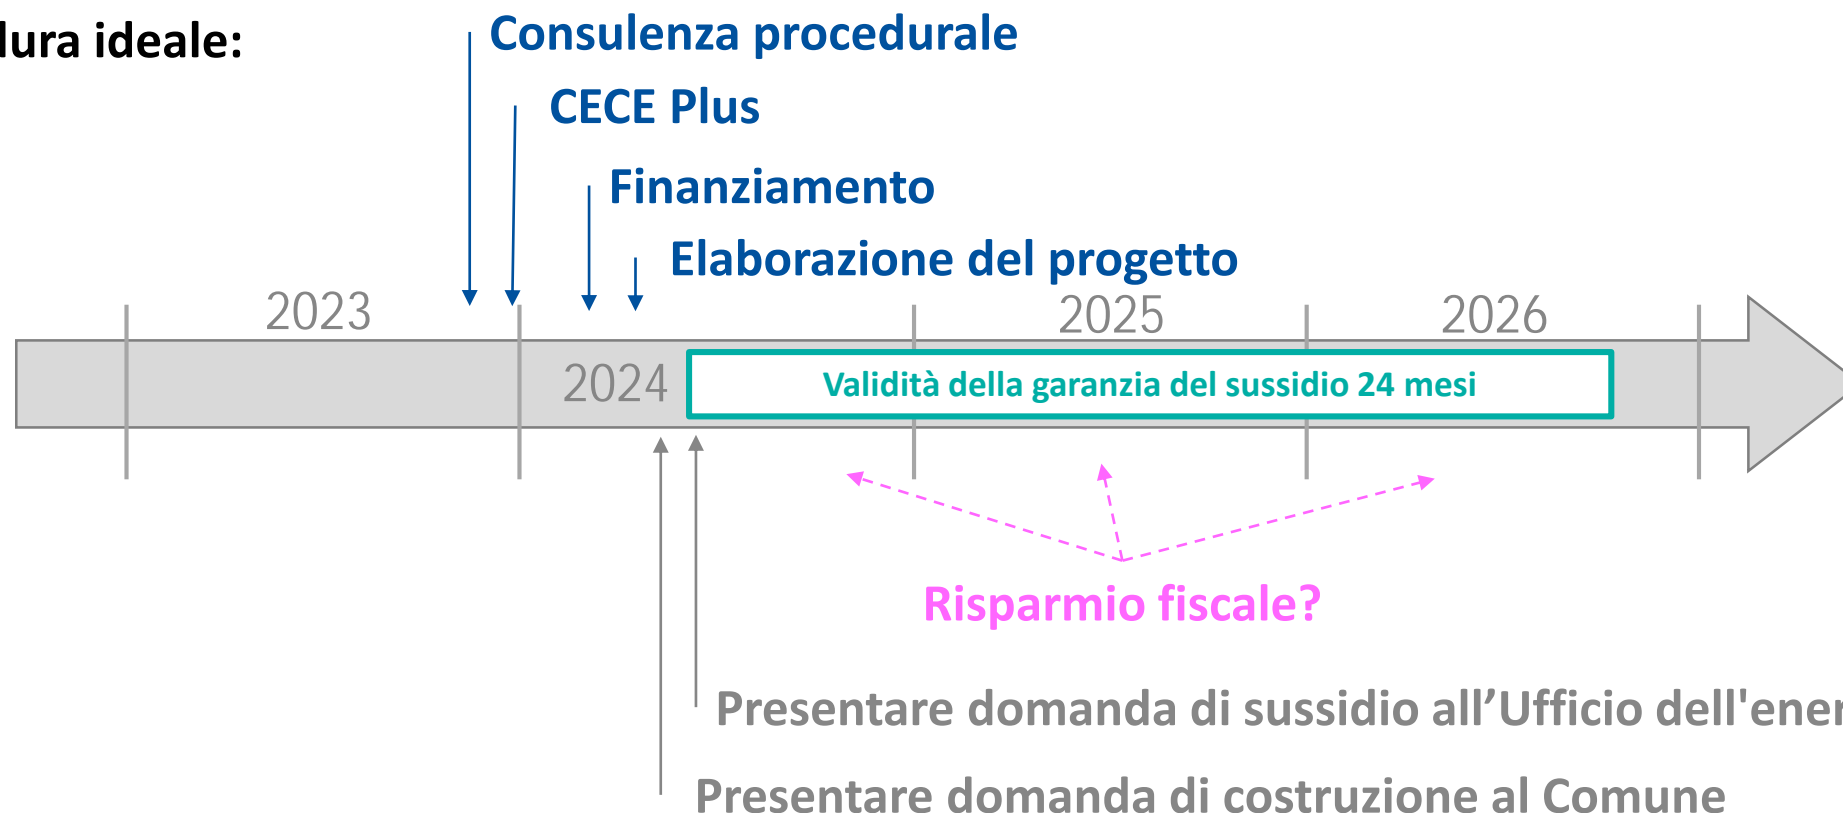 dura ideale:
Consulenza procedurale
CECE Plus
Finanziamento
Elaborazione del progetto
2023
2025
2026
2024
Validità della garanzia del sussidio 24 mesi
Risparmio fiscale?
Presentare domanda di sussidio all’Ufficio dell'ener
Presentare domanda di costruzione al Comune